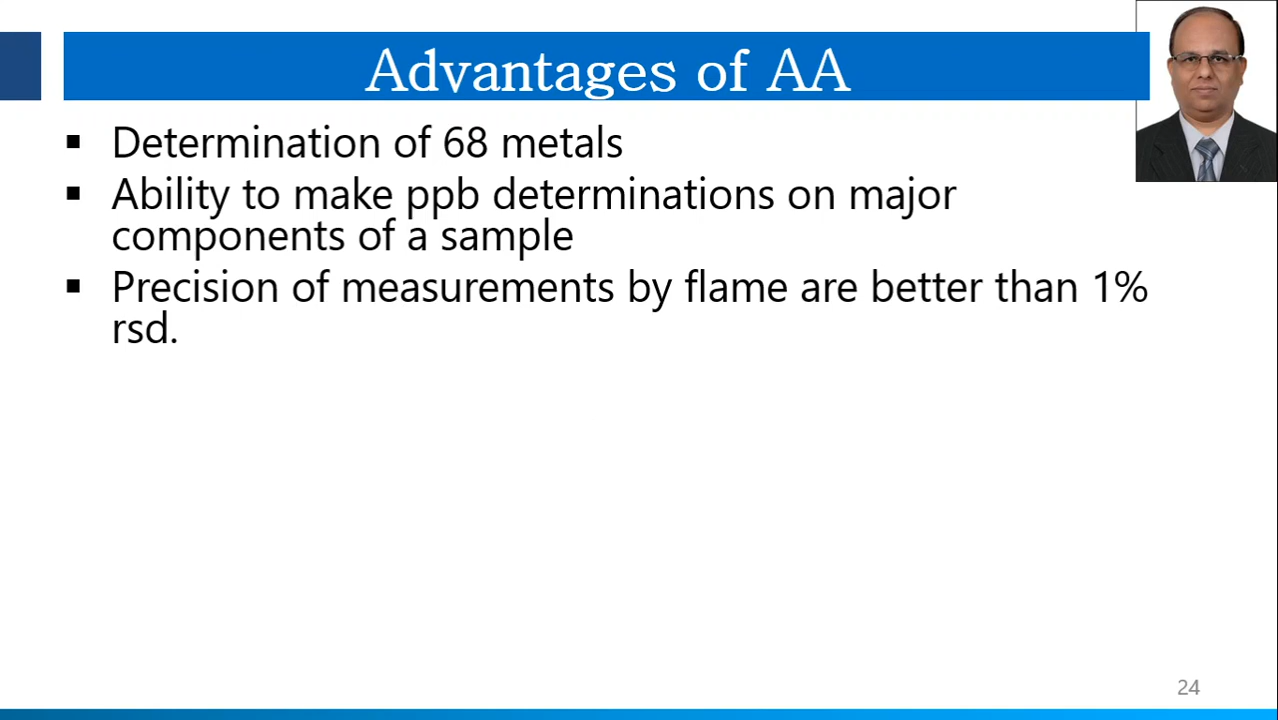 Advantages of AA
▪ Determination of 68 metals
▪ Ability to make ppb determinations on major
components of a sample
▪ Precision of measurements by flame are better than 1%
rsd.
24